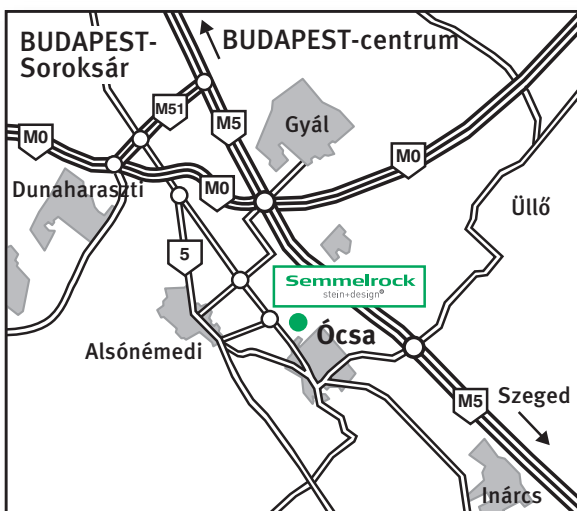 BUDAPEST-
Soroksár
BUDAPEST-centrum
M51
M5
Gyál
M0
M0
M0
Dunaharaszti
Üllő
5
Semmelrock
stein+design®
Ócsa
Alsónémedi
M5
Szeged
Inárcs